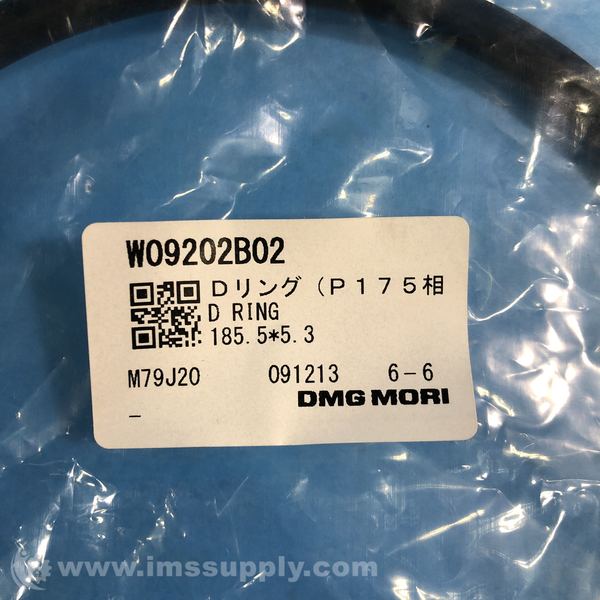 W09202B02
Dリング（P175相
D RING
185.5*5.3
M79J20 091213 6-6
DMG MORI
-
www.imssupply.com